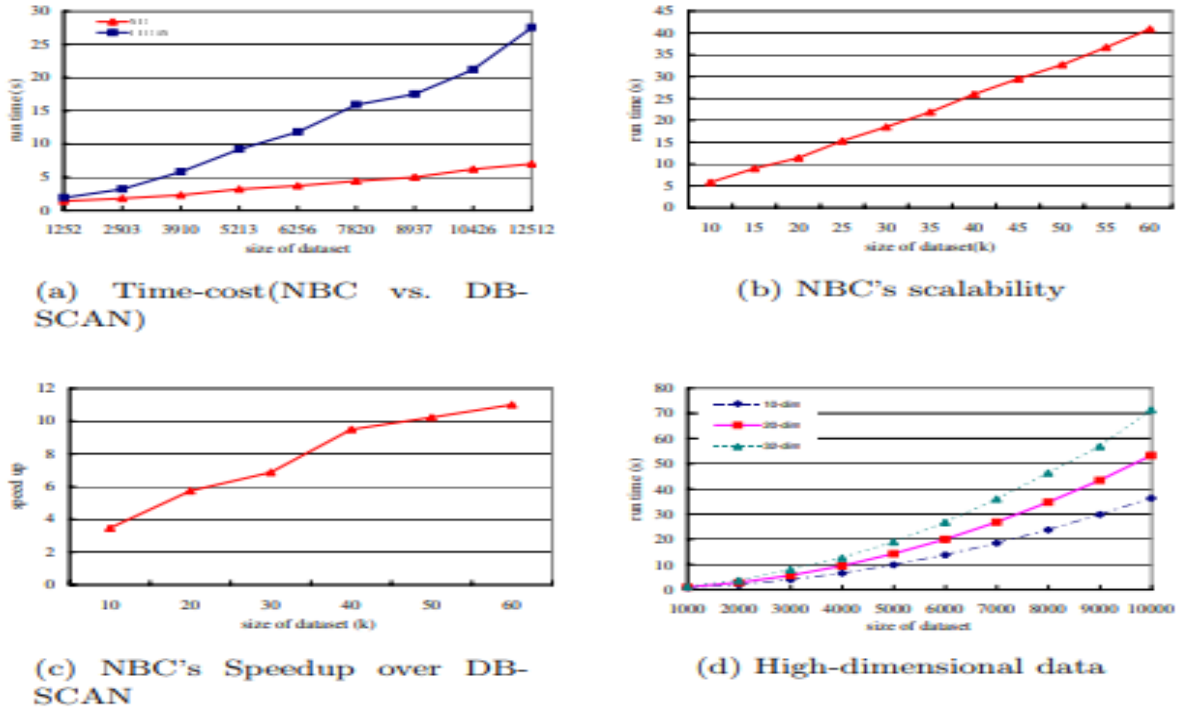 30
25
20
15
10
5
0
run time (s)
1252 2503 3910 5213 6256 7820 8937 10426 12512
size of dataset
(a) Time-cost(NBC vs. DB-
SCAN)
45
40
35
30
25
20
15
10
5
0
run time (s)
10 15 20 25 30 35 40 45 50 55 60
size of dataset(k)
(b) NBC's scalability
12
10
8
6
4
2
0
speed up
10 20 30 40 50 60
size of dataset (k)
(c) NBC's Speedup over DB-
SCAN
80
70
60
50
40
30
20
10
0
run time (s)
10-dim
20-dim
1000 2000 3000 4000 5000 6000 7000 8000 9000 10000
size of dataset
(d) High-dimensional data